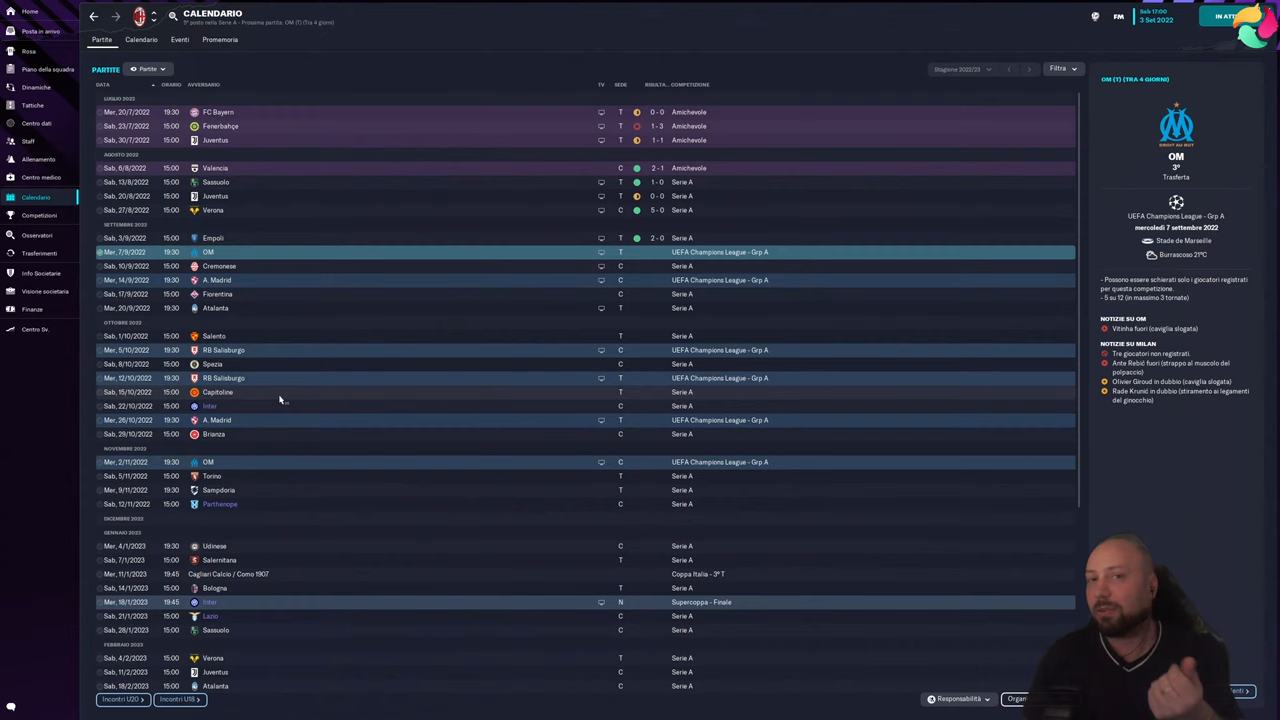 Home
CALENDARIO
5° posto nella Serie A - Prossima partita: OM (T) (Tra 4 giorni)
FM
Sab 17:00
3 Set 2022
Posta in arrivo
Rosa
Piano della squadra
Dinamiche
Tattiche
Centro dati
Staff
Allenamento
Centro medico
Calendario
Competizioni
Osservatori
Trasferimenti
Info Societarie
Visione societaria
Finanze
Centro Sv.
Partite Calendario Eventi Promemoria
PARTITE Partite Stagione 2022/23 Filtra
DATA ORARIO AVVERSARIO TV SEDE RISULTA... COMPETIZIONE
LUGLIO 2022
Mer, 20/7/2022 19:30 FC Bayern T 0 - 0 Amichevole
Sab, 23/7/2022 15:00 Fenerbahçe T 1 - 3 Amichevole
Sab, 30/7/2022 15:00 Juventus T 1 - 1 Amichevole
AGOSTO 2022
Sab, 6/8/2022 15:00 Valencia C 2 - 1 Amichevole
Sab, 13/8/2022 15:00 Sassuolo T 1 - 0 Serie A
Sab, 20/8/2022 15:00 Juventus T 0 - 0 Serie A
Sab, 27/8/2022 15:00 Verona C 5 - 0 Serie A
SETTEMBRE 2022
Sab, 3/9/2022 15:00 Empoli T 2 - 0 Serie A
Mer, 7/9/2022 19:30 OM T UEFA Champions League - Grp A
Sab, 10/9/2022 15:00 Cremonese C Serie A
Mer, 14/9/2022 19:30 A. Madrid C UEFA Champions League - Grp A
Sab, 17/9/2022 15:00 Fiorentina C Serie A
Mar, 20/9/2022 19:30 Atalanta T Serie A
OTTOBRE 2022
Sab, 1/10/2022 15:00 Salento T Serie A
Mer, 5/10/2022 19:30 RB Salisburgo C UEFA Champions League - Grp A
Sab, 8/10/2022 15:00 Spezia C Serie A
Mer, 12/10/2022 19:30 RB Salisburgo T UEFA Champions League - Grp A
Sab, 15/10/2022 15:00 Capitoline T Serie A
Sab, 22/10/2022 15:00 Inter C Serie A
Mer, 26/10/2022 19:30 A. Madrid T UEFA Champions League - Grp A
Sab, 29/10/2022 15:00 Brianza C Serie A
NOVEMBRE 2022
Mer, 2/11/2022 19:30 OM C UEFA Champions League - Grp A
Sab, 5/11/2022 15:00 Torino T Serie A
Mer, 9/11/2022 19:30 Sampdoria T Serie A
Sab, 12/11/2022 15:00 Parthenope C Serie A
DICEMBRE 2022
GENNAIO 2023
Mer, 4/1/2023 19:30 Udinese C Serie A
Sab, 7/1/2023 15:00 Salernitana T Serie A
Mer, 11/1/2023 19:45 Cagliari Calcio / Como 1907 Coppa Italia - 3° T
Sab, 14/1/2023 15:00 Bologna T Serie A
Mer, 18/1/2023 19:45 Inter N Supercoppa - Finale
Sab, 21/1/2023 15:00 Lazio C Serie A
Sab, 28/1/2023 15:00 Sassuolo C Serie A
FEBBRAIO 2023
Sab, 4/2/2023 15:00 Verona T Serie A
Sab, 11/2/2023 15:00 Juventus C Serie A
Sab, 18/2/2023 15:00 Atalanta C Serie A
Incontri U20 Incontri U18 Responsabilità
OM (T) (TRA 4 GIORNI)
DROIT AU BUT
OM
3°
Trasferta
UEFA Champions League - Grp A
mercoledì 7 settembre 2022
Stade de Marseille
Burrascoso 21°C
- Possono essere schierati solo i giocatori registrati
per questa competizione.
- 5 su 12 (in massimo 3 tornate)
NOTIZIE SU OM
Vitinha fuori (caviglia slogata)
NOTIZIE SU MILAN
Tre giocatori non registrati.
Ante Rebić fuori (strappo al muscolo del
polpaccio)
Olivier Giroud in dubbio (caviglia slogata)
Rade Krunić in dubbio (stiramento ai legamenti
del ginocchio)